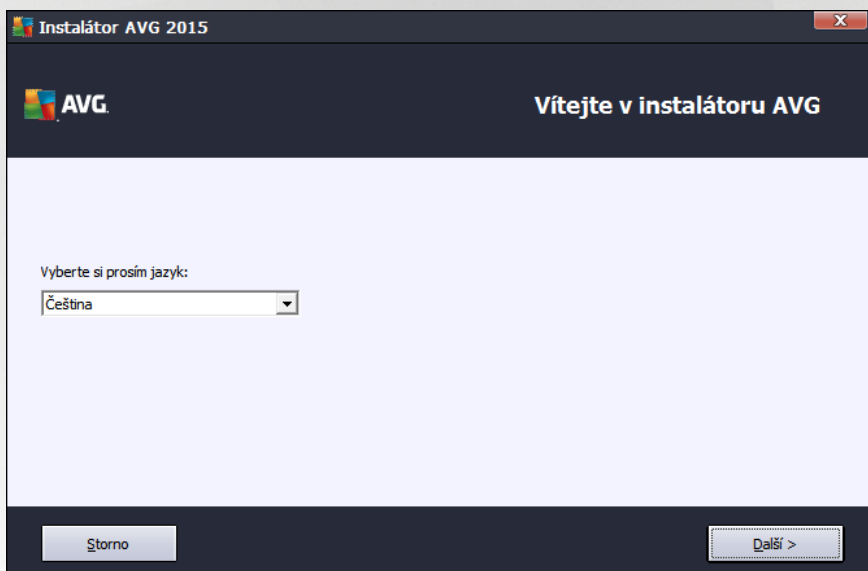 Instalátor AVG 2015
AVG.
Vítejte v instalátoru AVG
Vyberte si prosím jazyk:
Čeština
Storno
Další >